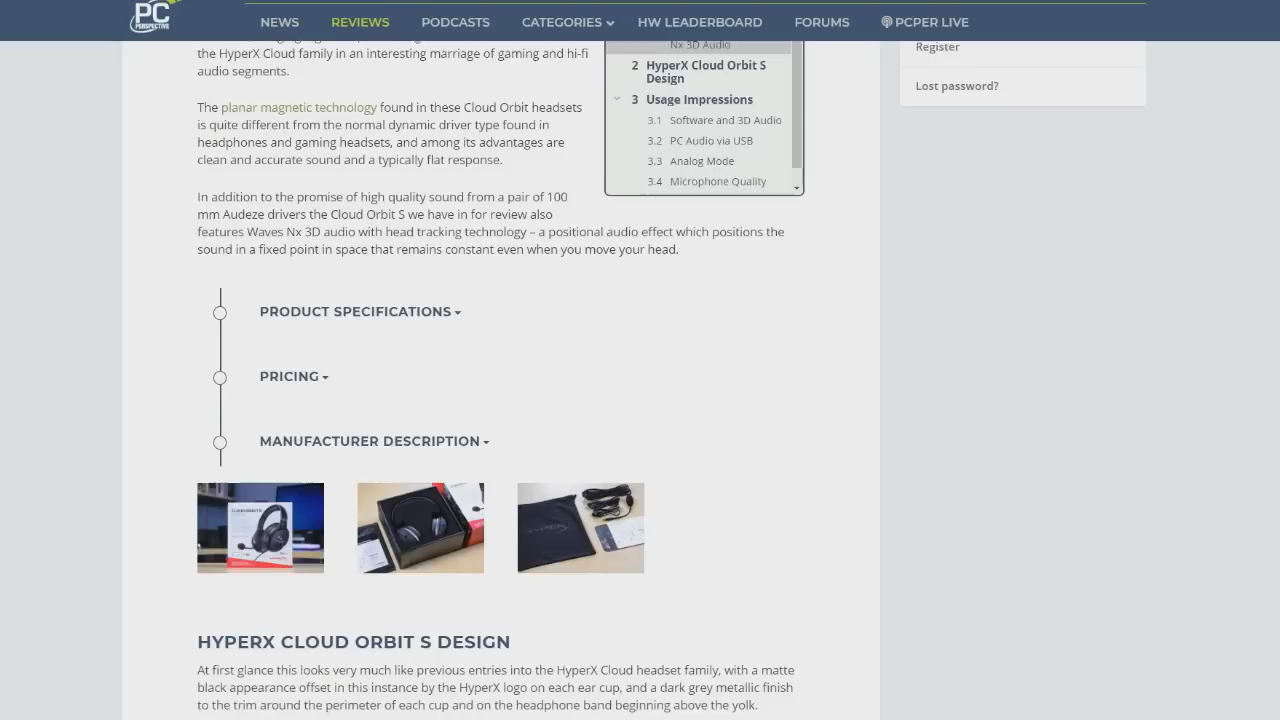 PC
PERSPECTIVE
NEWS
REVIEWS
PODCASTS
CATEGORIES
HW LEADERBOARD
FORUMS
PCPER LIVE
the HyperX Cloud family in an interesting marriage of gaming and hi-fi
audio segments.
The planar magnetic technology found in these Cloud Orbit headsets
is quite different from the normal dynamic driver type found in
headphones and gaming headsets, and among its advantages are
clean and accurate sound and a typically flat response.
In addition to the promise of high quality sound from a pair of 100
mm Audeze drivers the Cloud Orbit S we have in for review also
features Waves Nx 3D audio with head tracking technology – a positional audio effect which positions the
sound in a fixed point in space that remains constant even when you move your head.
Nx 3D Audio
2 HyperX Cloud Orbit S
Design
3 Usage Impressions
3.1 Software and 3D Audio
3.2 PC Audio via USB
3.3 Analog Mode
3.4 Microphone Quality
Register
Lost password?
PRODUCT SPECIFICATIONS
PRICING
MANUFACTURER DESCRIPTION
HYPERX CLOUD ORBIT S DESIGN
At first glance this looks very much like previous entries into the HyperX Cloud headset family, with a matte
black appearance offset in this instance by the HyperX logo on each ear cup, and a dark grey metallic finish
to the trim around the perimeter of each cup and on the headphone band beginning above the yolk.